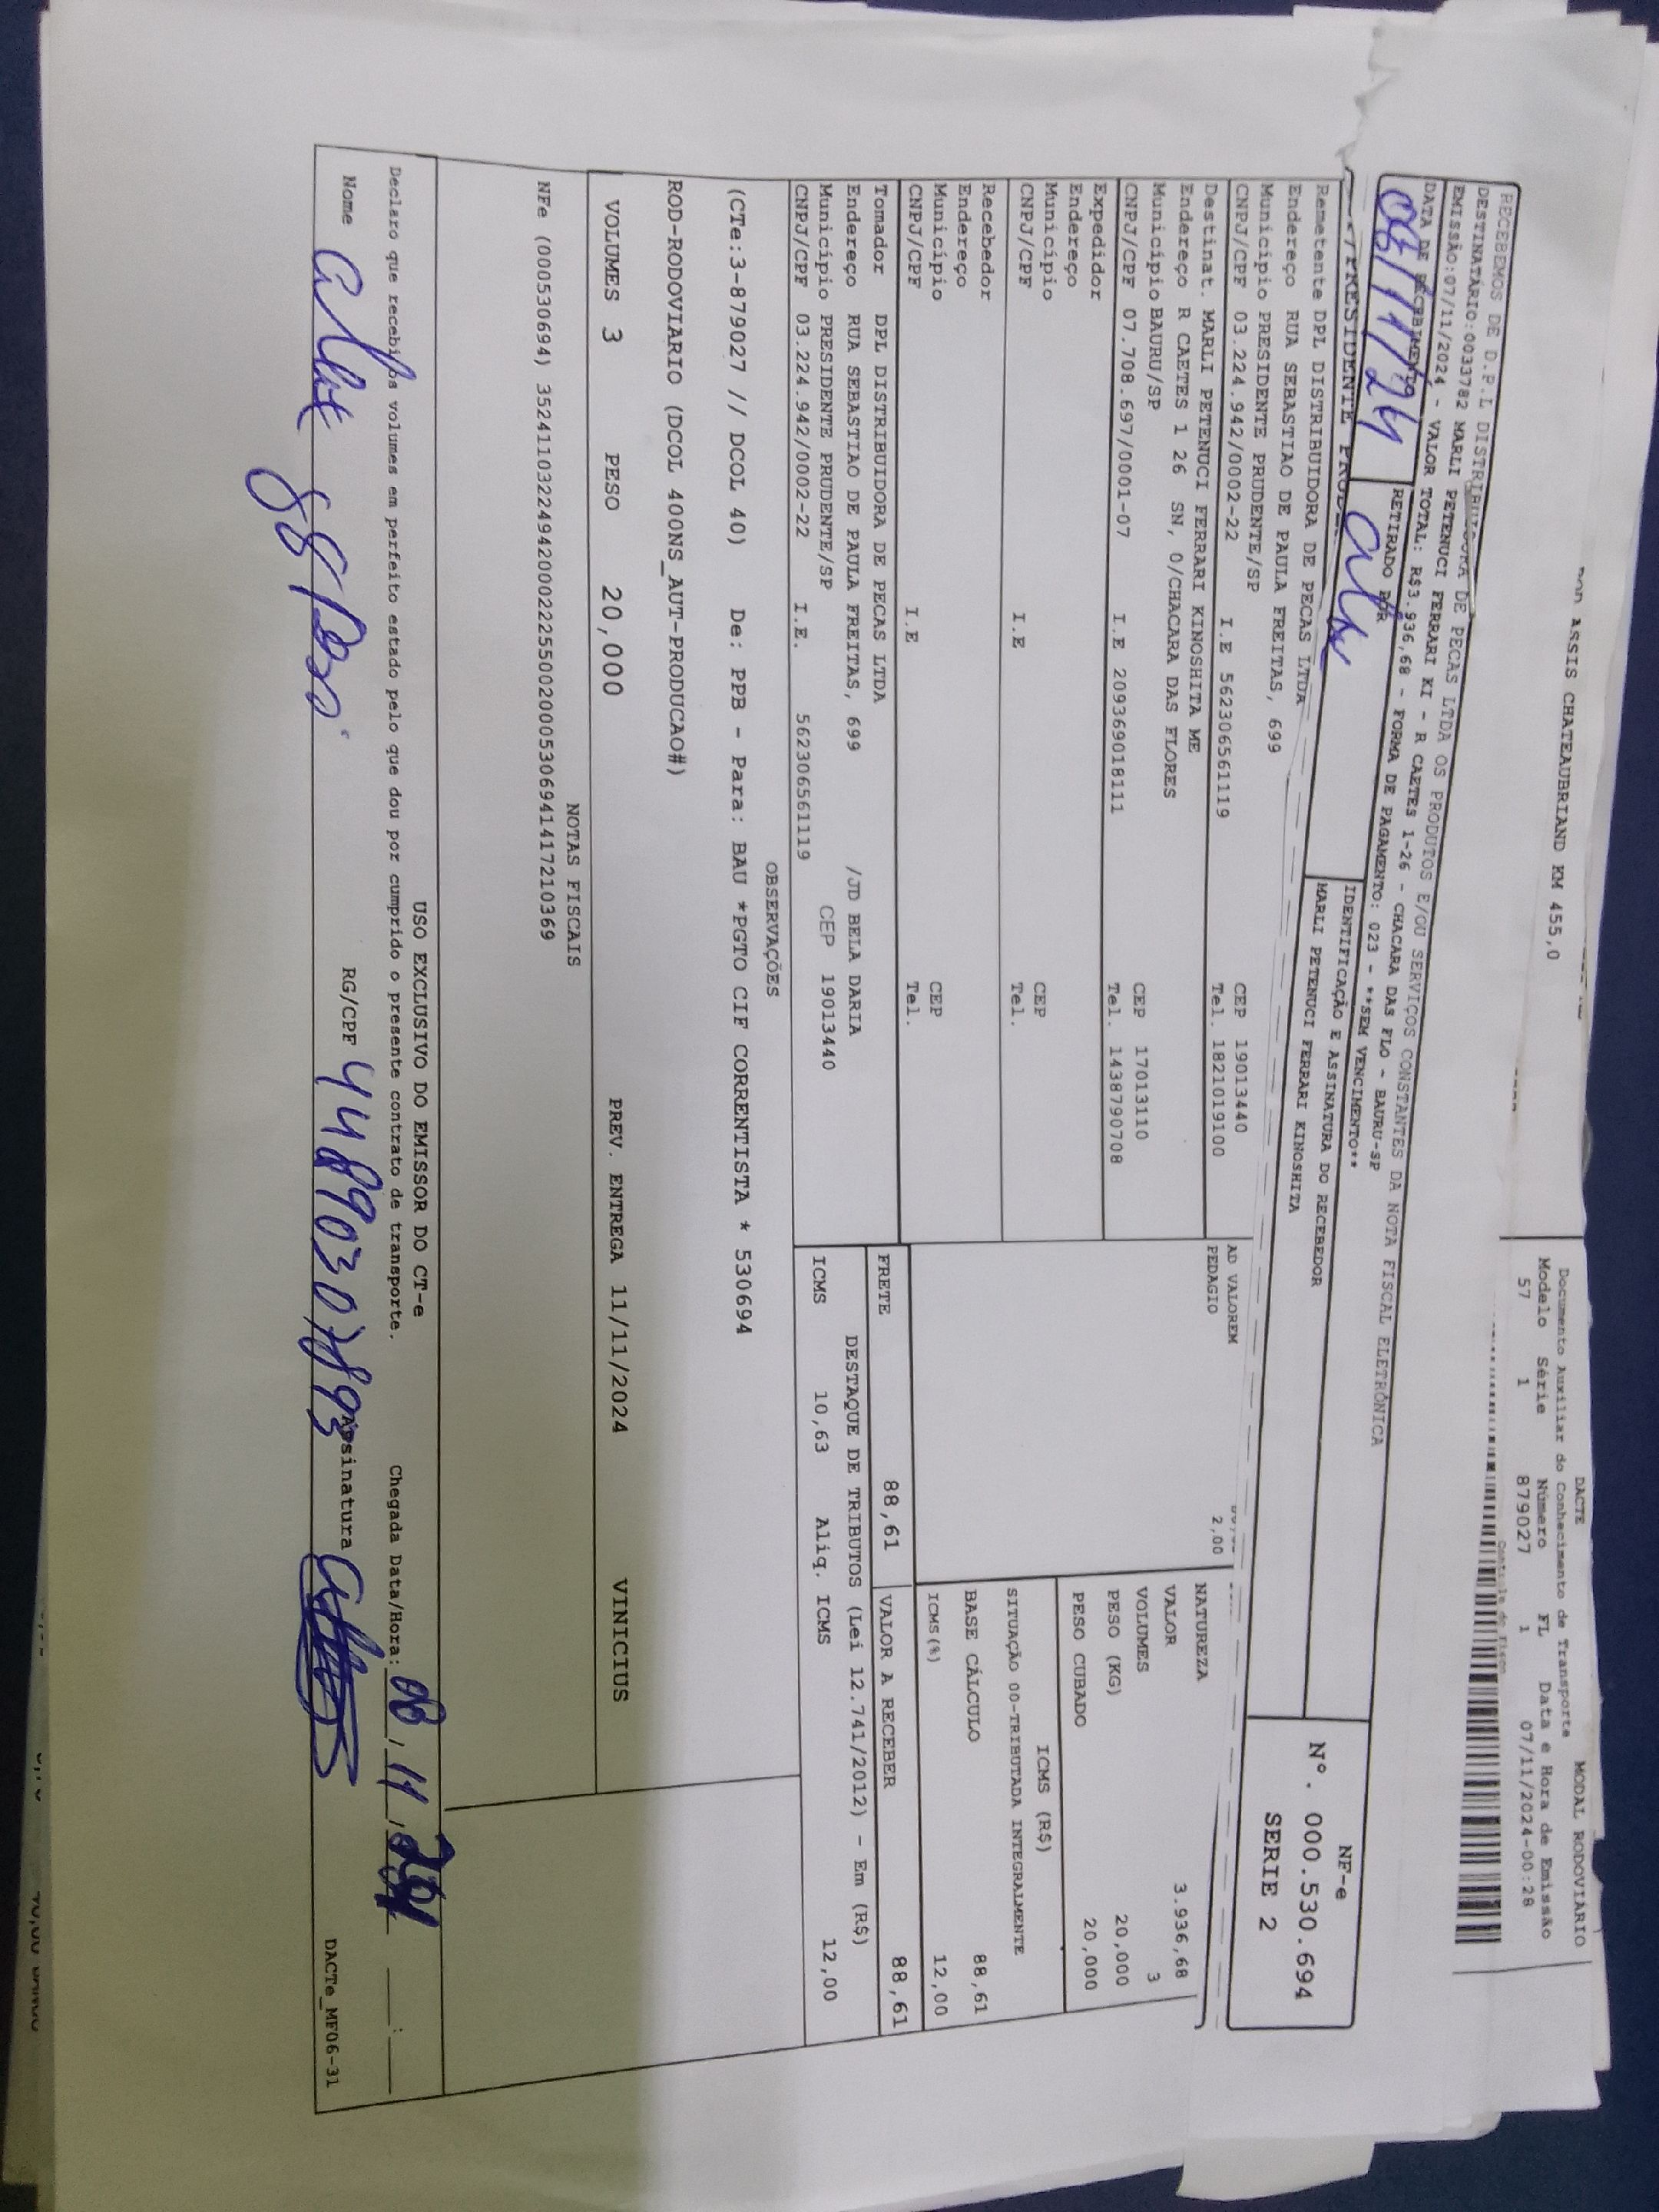 ROD ASSIS CHATEAUBRIAND KM 455,0
DACTE
MODAL RODOVIÁRIO
Documento Auxiliar do Conhecimento de Transporte
Modelo Série Número FL Data e Hora de Emissão
57 1 879027 1 07/11/2024-00:28
Controle do Fisco
RECEBEMOS DE D.P.L DISTRIBUIDORA DE PECAS LTDA OS PRODUTOS E/OU SERVIÇOS CONSTANTES DA NOTA FISCAL ELETRÔNICA
DESTINATÁRIO:0033782 MARLI PETENUCI FERRARI KI - R CAETES 1-26 - CHACARA DAS FLO - BAURU-SP
EMISSÃO:07/11/2024 - VALOR TOTAL: R$3.936,68 - FORMA DE PAGAMENTO: 023 - **SEM VENCIMENTO**
DATA DE RECEBIMENTO
08/11/24
RETIRADO POR
IDENTIFICAÇÃO E ASSINATURA DO RECEBEDOR
MARLI PETENUCI FERRARI KINOSHITA
NF-e
Nº. 000.530.694
SERIE 2
PRESIDENTE
Remetente DPL DISTRIBUIDORA DE PECAS LTDA
Endereço RUA SEBASTIAO DE PAULA FREITAS, 699
Município PRESIDENTE PRUDENTE/SP CEP 19013440
CNPJ/CPF 03.224.942/0002-22 I.E 562306561119 Tel. 1821019100
Destinat. MARLI PETENUCI FERRARI KINOSHITA ME
Endereço R CAETES 1 26 SN, 0/CHACARA DAS FLORES
Município BAURU/SP CEP 17013110
CNPJ/CPF 07.708.697/0001-07 I.E 209369018111 Tel. 1438790708
Expedidor
Endereço
Município CEP
CNPJ/CPF I.E Tel.
Recebedor
Endereço
Município CEP
CNPJ/CPF I.E Tel.
Tomador DPL DISTRIBUIDORA DE PECAS LTDA
Endereço RUA SEBASTIAO DE PAULA FREITAS, 699 /JD BELA DARIA
Município PRESIDENTE PRUDENTE/SP CEP 19013440
CNPJ/CPF 03.224.942/0002-22 I.E. 562306561119
AD VALOREM
PEDAGIO 2,00
NATUREZA
VALOR 3.936,68
VOLUMES 3
PESO (KG) 20,000
PESO CUBADO 20,000
ICMS (R$)
SITUAÇÃO 00-TRIBUTADA INTEGRALMENTE
BASE CÁLCULO 88,61
ICMS(%) 12,00
FRETE 88,61 VALOR A RECEBER 88,61
DESTAQUE DE TRIBUTOS (Lei 12.741/2012) - Em (R$)
ICMS 10,63 Aliq. ICMS 12,00
OBSERVAÇÕES
(CTe:3-879027 // DCOL 40) De: PPB - Para: BAU *PGTO CIF CORRENTISTA * 530694
ROD-RODOVIARIO (DCOL 400NS_AUT-PRODUCAO#)
VOLUMES 3 PESO 20,000 PREV. ENTREGA 11/11/2024 VINICIUS
NOTAS FISCAIS
NFe (000530694) 35241103224942000222550020005306941417210369
USO EXCLUSIVO DO EMISSOR DO CT-e
Declaro que recebi os volumes em perfeito estado pelo que dou por cumprido o presente contrato de transporte. Chegada Data/Hora: 08/11/24 __:__
Nome RG/CPF 44890307893 Assinatura
DACTe_MF06-31